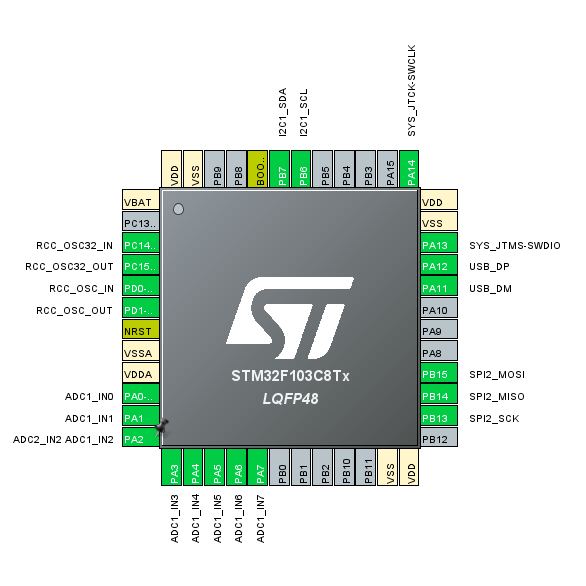 SYS_JTCK-SWCLK
I2C1_SDA
I2C1_SCL
VDD
VSS
PB9
PB8
BOO..
PB7
PB6
PB5
PB4
PB3
PA15
PA14
VBAT
PC13..
RCC_OSC32_IN PC14..
RCC_OSC32_OUT PC15..
RCC_OSC_IN PD0-..
RCC_OSC_OUT PD1-..
NRST
VSSA
VDDA
ADC1_IN0 PA0-..
ADC1_IN1 PA1
ADC2_IN2 ADC1_IN2 PA2
VDD
VSS
PA13 SYS_JTMS-SWDIO
PA12 USB_DP
PA11 USB_DM
PA10
PA9
PA8
PB15 SPI2_MOSI
PB14 SPI2_MISO
PB13 SPI2_SCK
PB12
ST
STM32F103C8Tx
LQFP48
PA3
PA4
PA5
PA6
PA7
PB0
PB1
PB2
PB10
PB11
VSS
VDD
ADC1_IN3
ADC1_IN4
ADC1_IN5
ADC1_IN6
ADC1_IN7